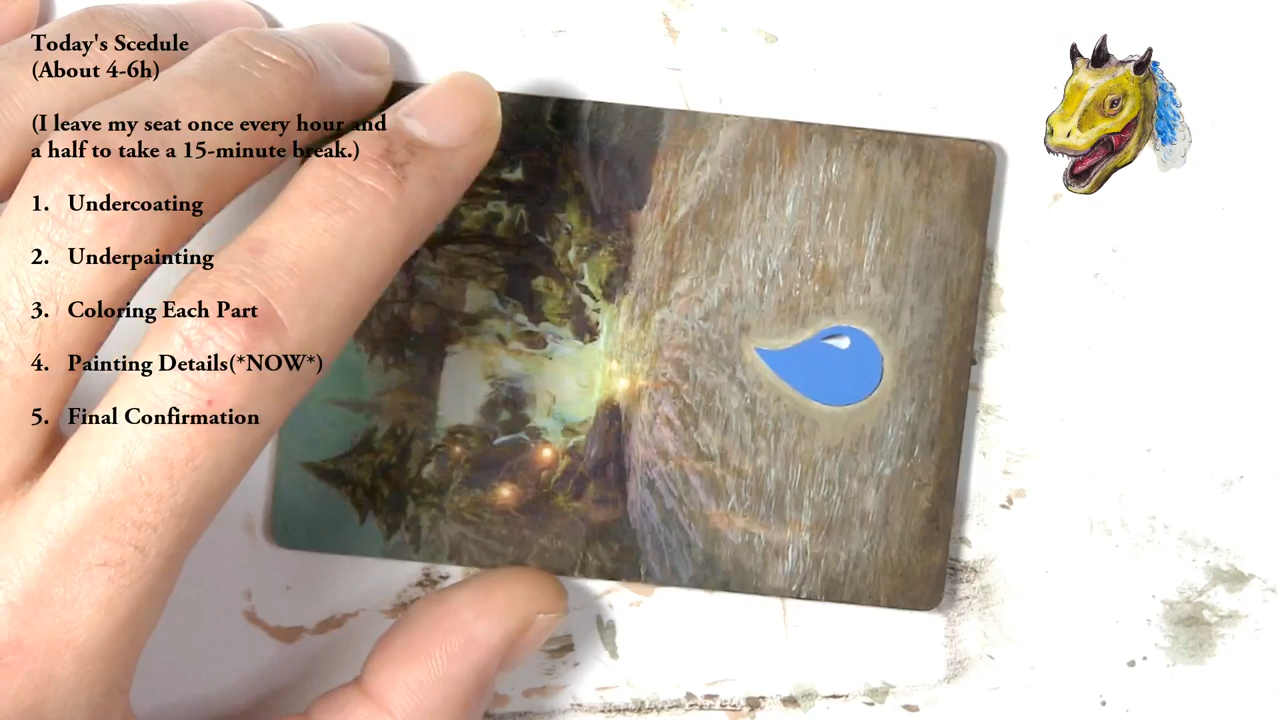 Today's Scedule
(About 4-6h)
(I leave my seat once every hour and
a half to take a 15-minute break.)
1. Undercoating
2. Underpainting
3. Coloring Each Part
4. Painting Details(*NOW*)
5. Final Confirmation